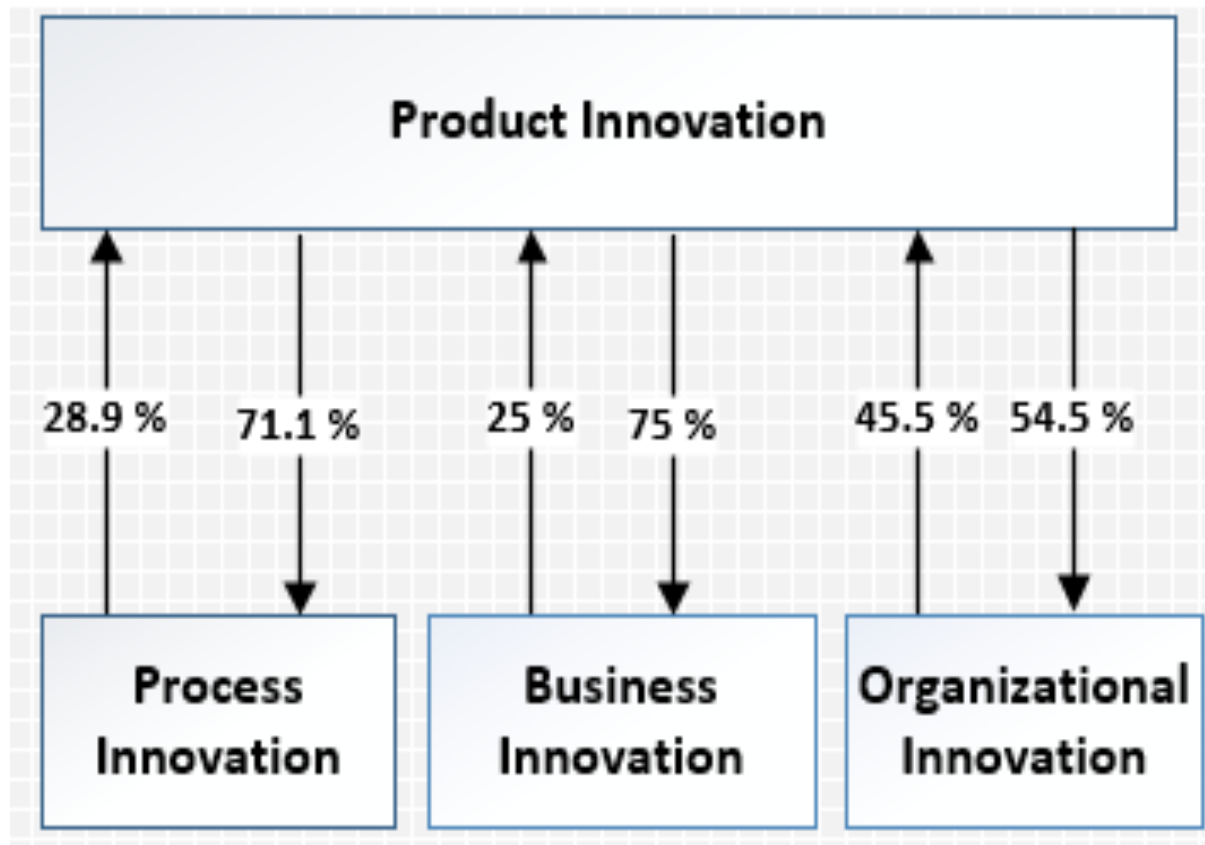 Product Innovation
28.9 %
71.1 %
25 %
75 %
45.5 %
54.5 %
Process
Innovation
Business
Innovation
Organizational
Innovation